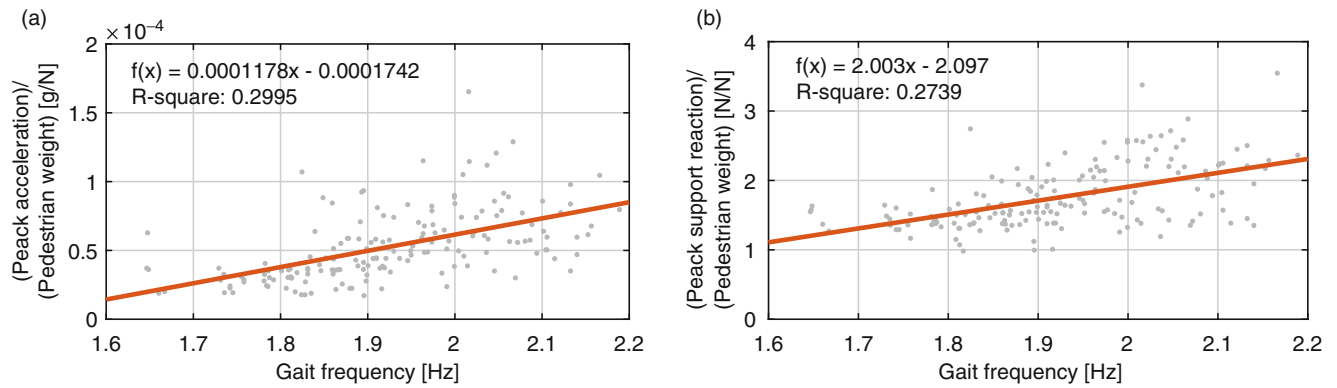 (a)
× 10⁻⁴
2
1.5
1
0.5
0
f(x) = 0.0001178x - 0.0001742
R-square: 0.2995
(Peack acceleration)/
(Pedestrian weight) [g/N]
1.6 1.7 1.8 1.9 2 2.1 2.2
Gait frequency [Hz]
(b)
4
3
2
1
0
f(x) = 2.003x - 2.097
R-square: 0.2739
(Peack support reaction)/
(Pedestrian weight) [N/N]
1.6 1.7 1.8 1.9 2 2.1 2.2
Gait frequency [Hz]